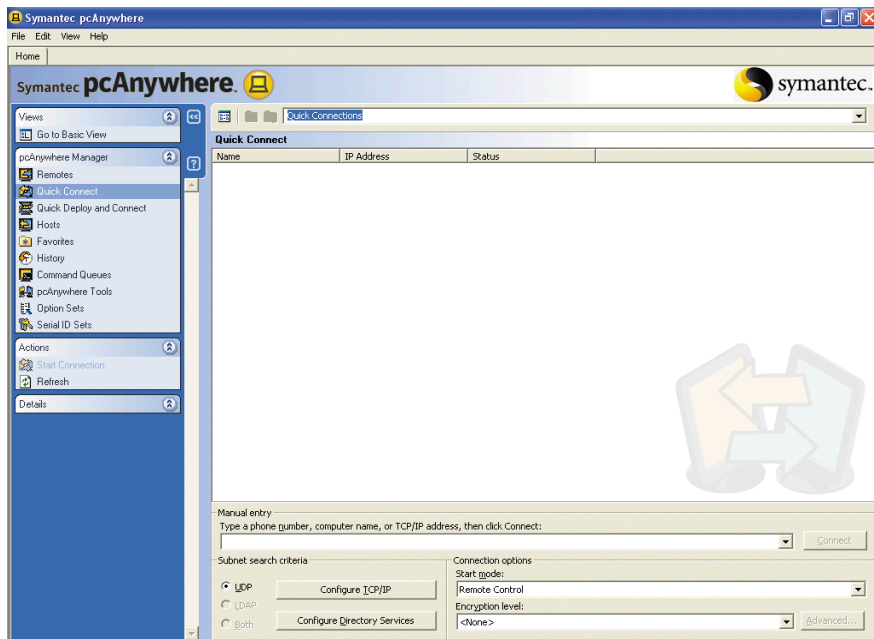 Symantec pcAnywhere
File Edit View Help
Home
Symantec pcAnywhere.
symantec.
Views
Go to Basic View
pcAnywhere Manager
Remotes
Quick Connect
Quick Deploy and Connect
Hosts
Favorites
History
Command Queues
pcAnywhere Tools
Option Sets
Serial ID Sets
Actions
Start Connection
Refresh
Details
Quick Connections
Quick Connect
Name IP Address Status
Manual entry
Type a phone number, computer name, or TCP/IP address, then click Connect:
Connect
Subnet search criteria
UDP
LDAP
Both
Configure TCP/IP
Configure Directory Services
Connection options
Start mode:
Remote Control
Encryption level:
<None>
Advanced...